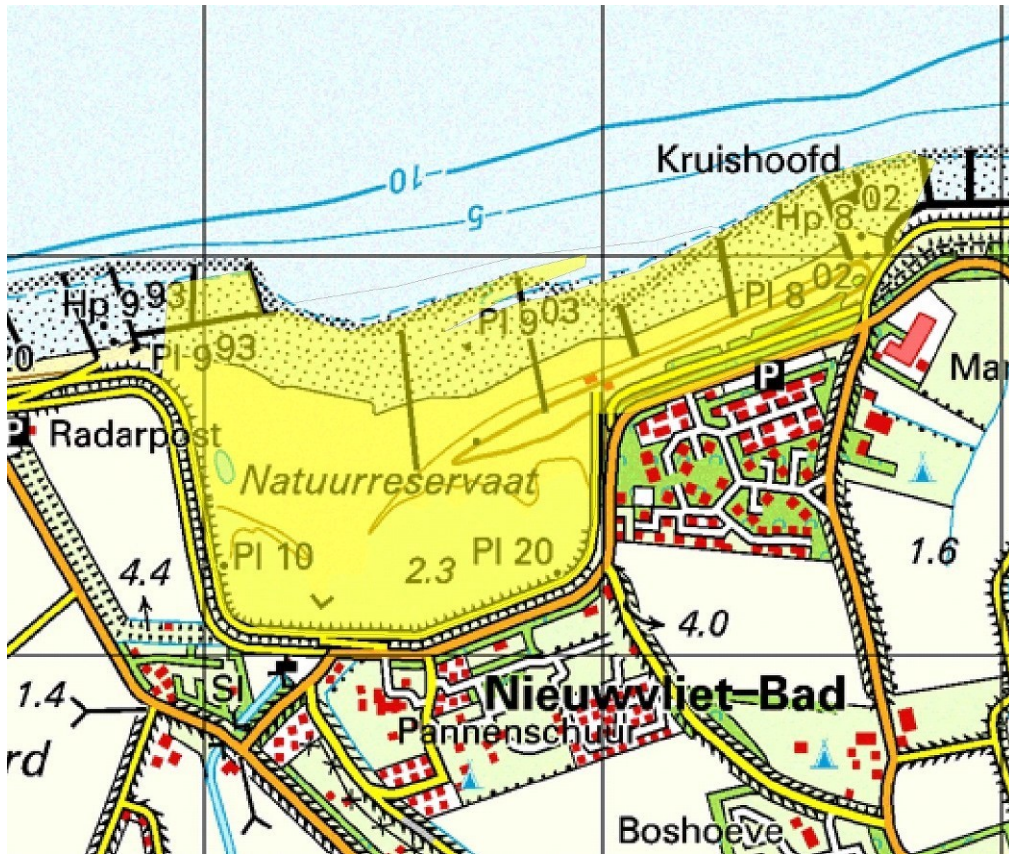 Kruishoofd
-10-
5
Hp 8
02
Hp 9
93
Pl 8
02
Pl 9
03
Pl 9
93
P
Mar
P
Radarpost
Natuurreservaat
Pl 10
2.3
Pl 20
1.6
4.4
4.0
1.4
Sl
Nieuwvliet-Bad
Pannenschuur
rd
Boshoeve